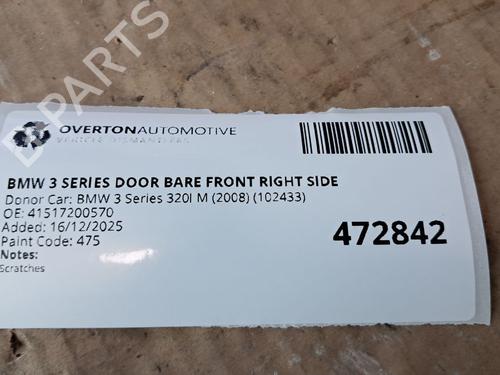 B-PARTS
OVERTONAUTOMOTIVE
VEHICLE DISMANTLERS
BMW 3 SERIES DOOR BARE FRONT RIGHT SIDE
Donor Car: BMW 3 Series 320I M (2008) (102433)
OE: 41517200570
Added: 16/12/2025
Paint Code: 475
Notes:
Scratches
472842